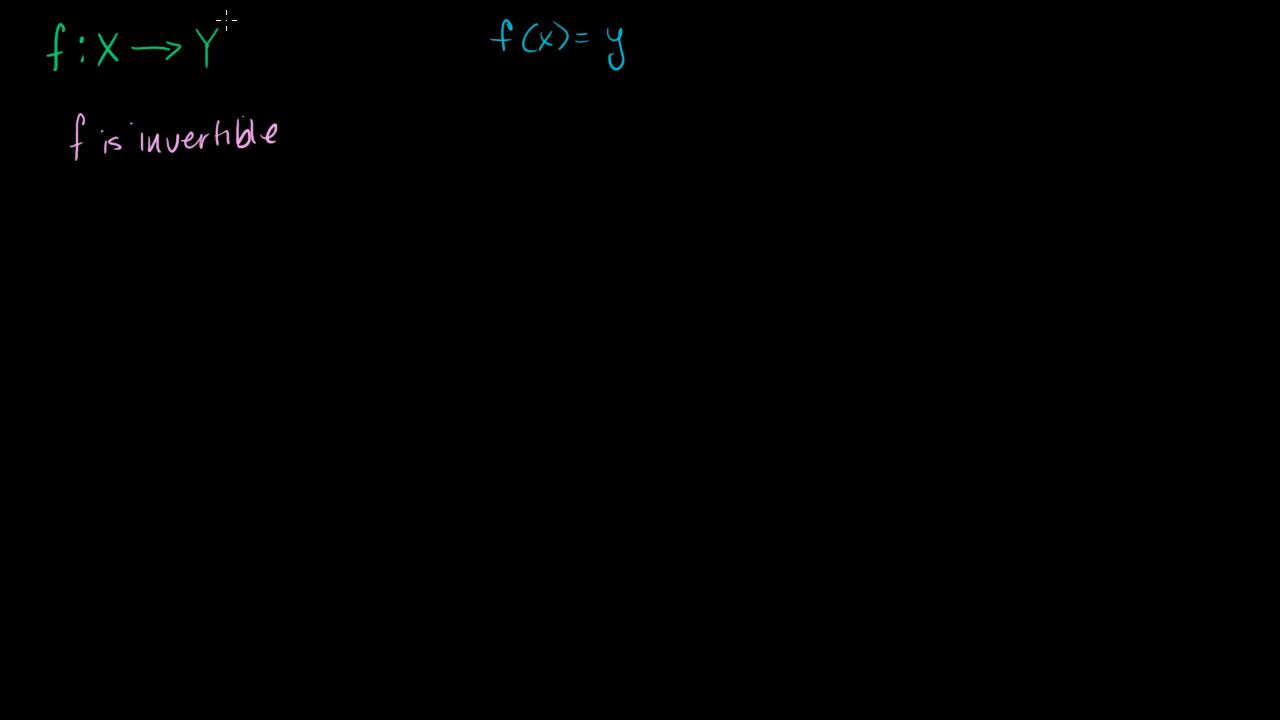 f : X → Y
f(x) = y
f is invertible